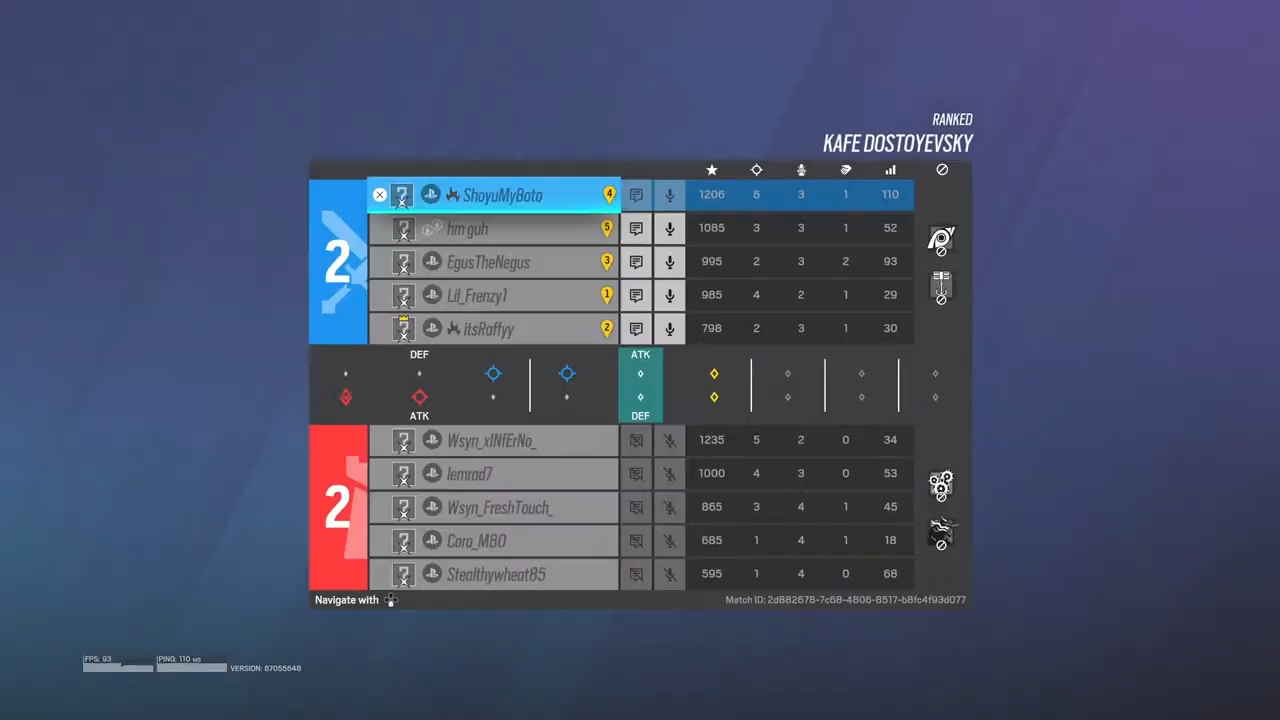 RANKED
KAFE DOSTOYEVSKY
2
ShoyuMyBoto 4 1206 6 3 1 110
hm guh 5 1085 3 3 1 52
EgusTheNegus 3 995 2 3 2 93
Lil_Frenzy1 1 985 4 2 1 29
itsRaffyy 2 798 2 3 1 30
DEF ATK
ATK DEF
2
Wsyn_xINfErNo_ 1235 5 2 0 34
lemrad7 1000 4 3 0 53
Wsyn_FreshTouch_ 865 3 4 1 45
Cora_M80 685 1 4 1 18
Stealthywheat85 595 1 4 0 68
Navigate with
Match ID: 2d882678-7c68-4806-8517-b8fc4f93d077
FPS: 93 PING: 110 MS VERSION: 67055648